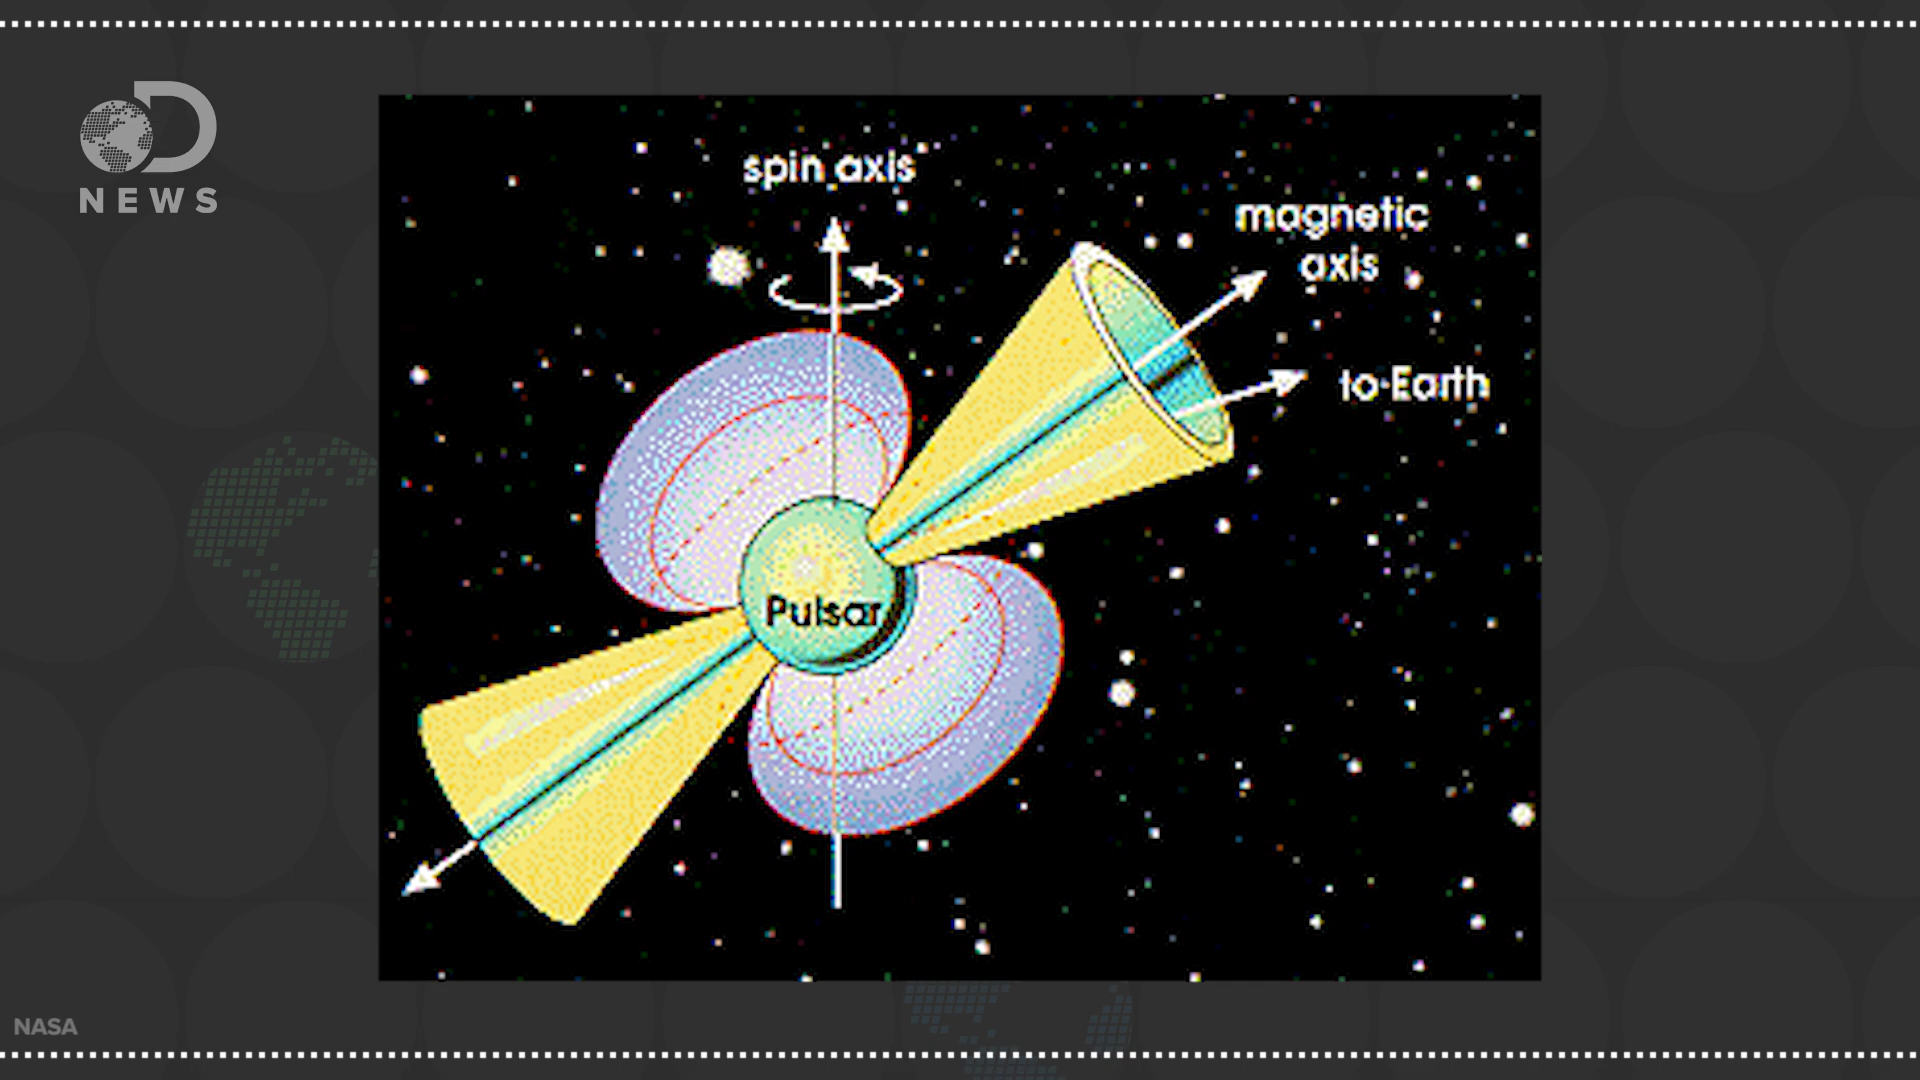 NEWS
spin axis
magnetic
axis
to Earth
Pulsar
NASA